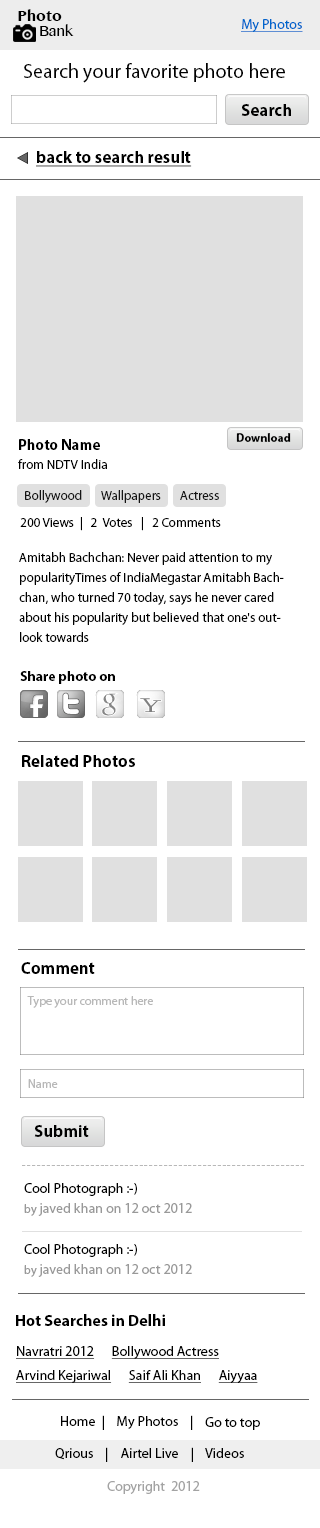 Photo
Bank
My Photos
Search your favorite photo here
Search
back to search result
Photo Name
Download
from NDTV India
Bollywood Wallpapers Actress
200 Views | 2 Votes | 2 Comments
Amitabh Bachchan: Never paid attention to my
popularityTimes of IndiaMegastar Amitabh Bach-
chan, who turned 70 today, says he never cared
about his popularity but believed that one's out-
look towards
Share photo on
f t g Y
Related Photos
Comment
Type your comment here
Name
Submit
Cool Photograph :-)
by javed khan on 12 oct 2012
Cool Photograph :-)
by javed khan on 12 oct 2012
Hot Searches in Delhi
Navratri 2012 Bollywood Actress
Arvind Kejariwal Saif Ali Khan Aiyyaa
Home | My Photos | Go to top
Qrious | Airtel Live | Videos
Copyright 2012